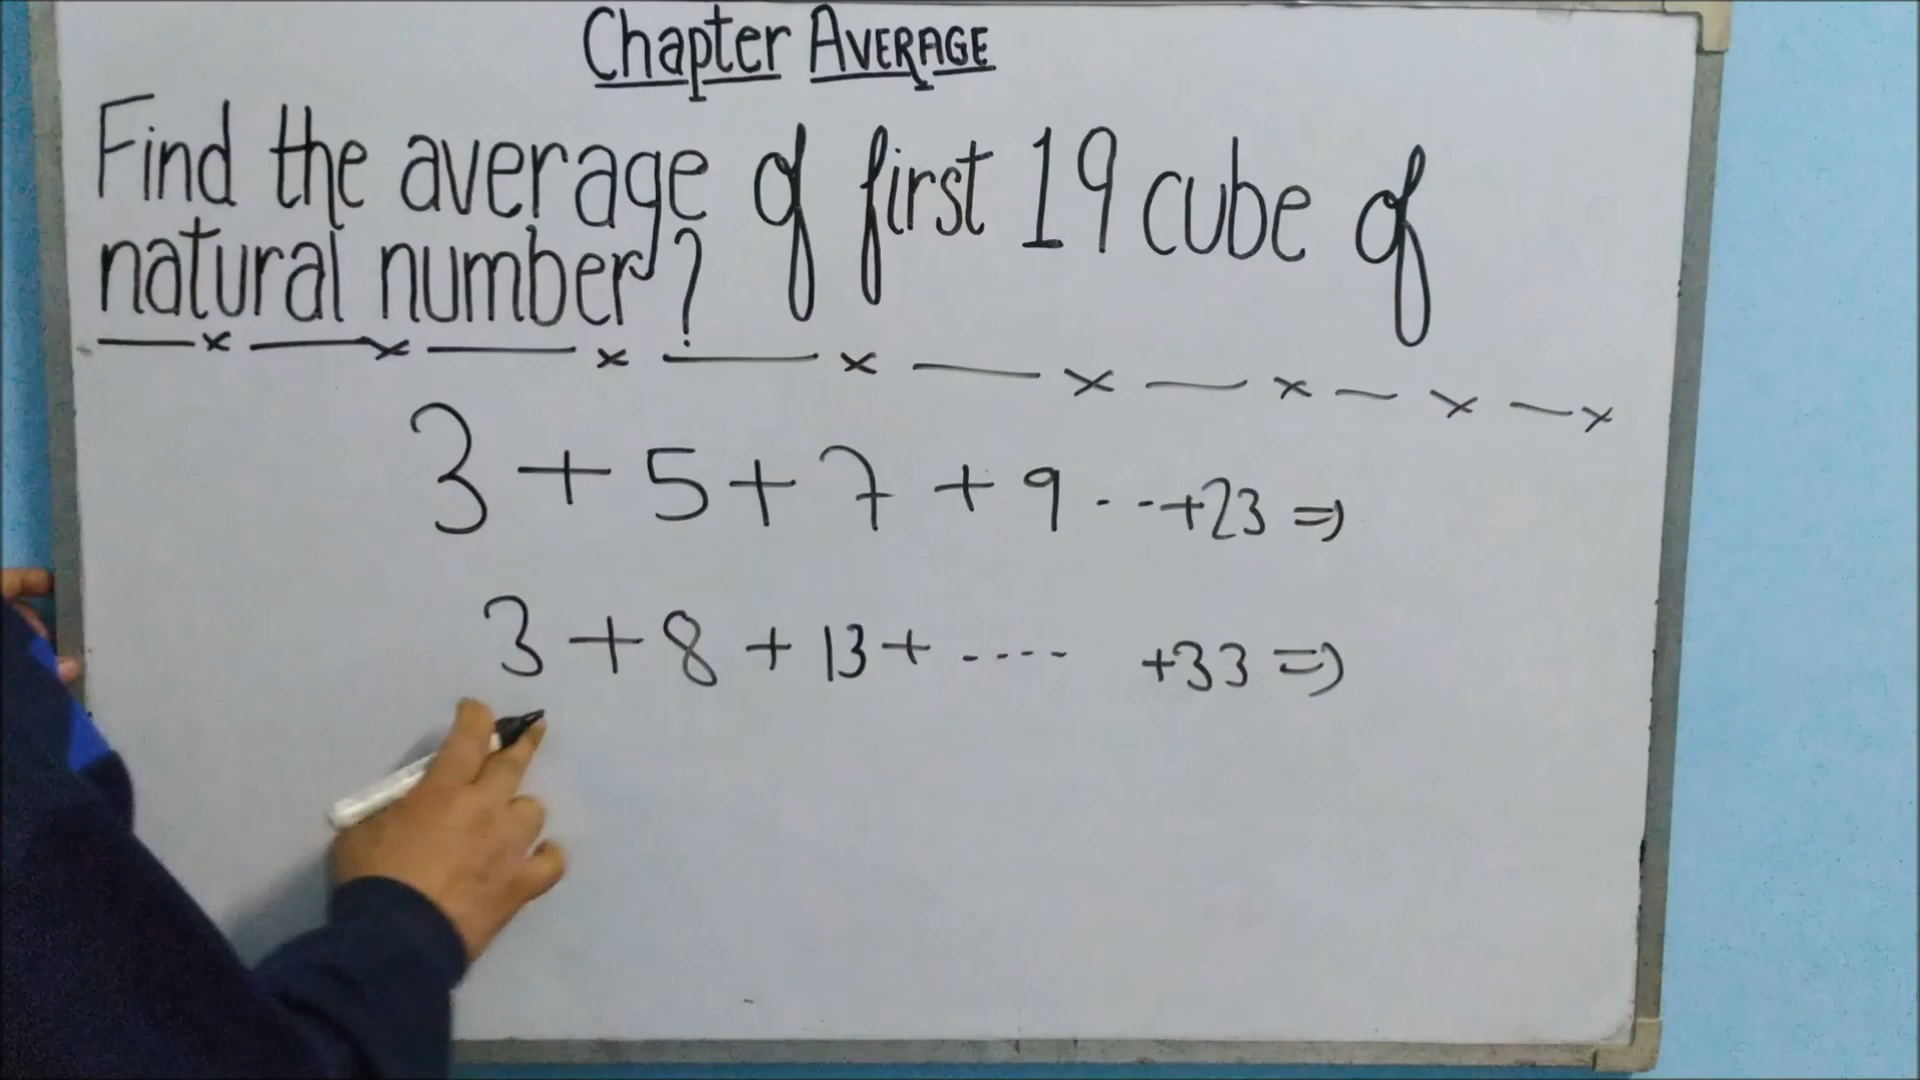 Chapter AVERAGE
Find the average of first 19 cube of
natural number?
— × — × — × — × — × — × — × — ×
3 + 5 + 7 + 9 - - - + 23 ⇒
3 + 8 + 13 + - - - - + 33 ⇒